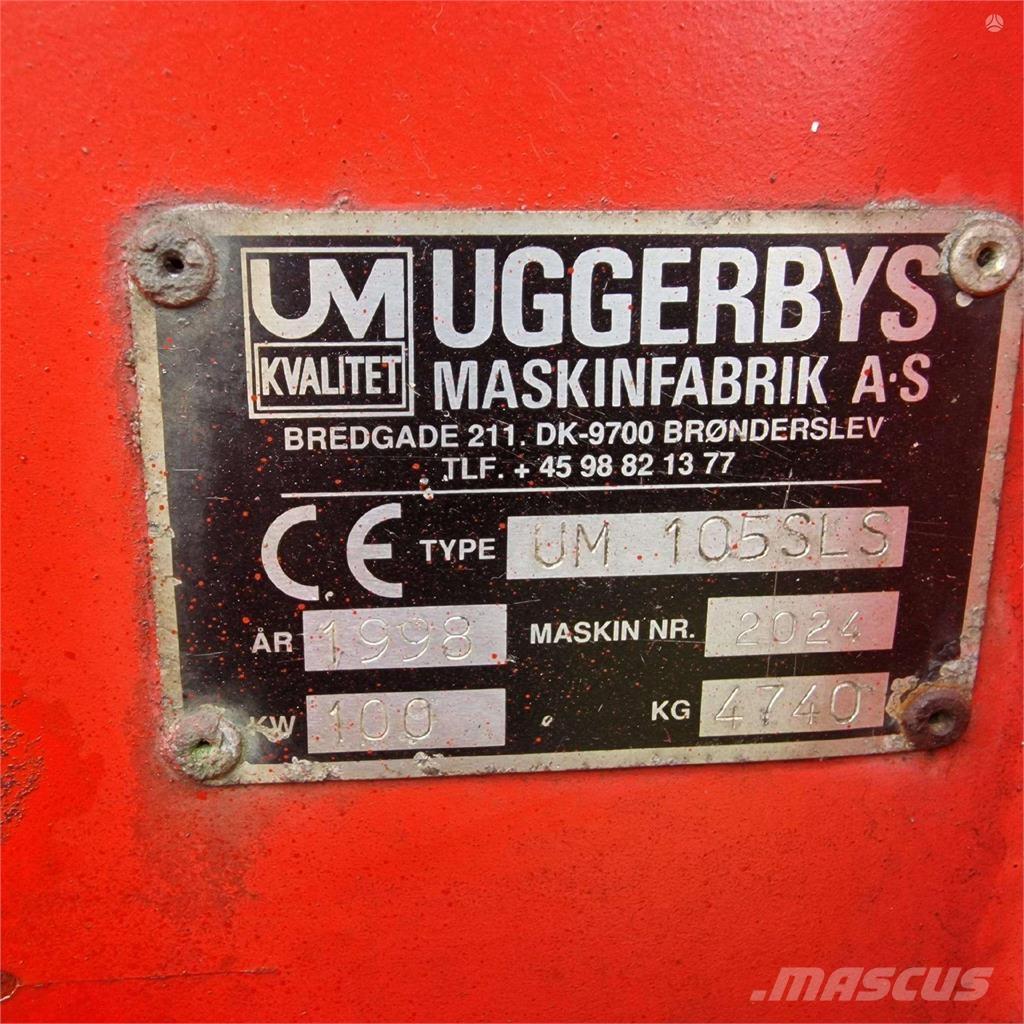 UM
KVALITET
UGGERBYS
MASKINFABRIK A·S
BREDGADE 211. DK-9700 BRØNDERSLEV
TLF. + 45 98 82 13 77
CE TYPE UM 105SLS
ÅR 1998 MASKIN NR. 2024
KW 100 KG 4740
MASCUS